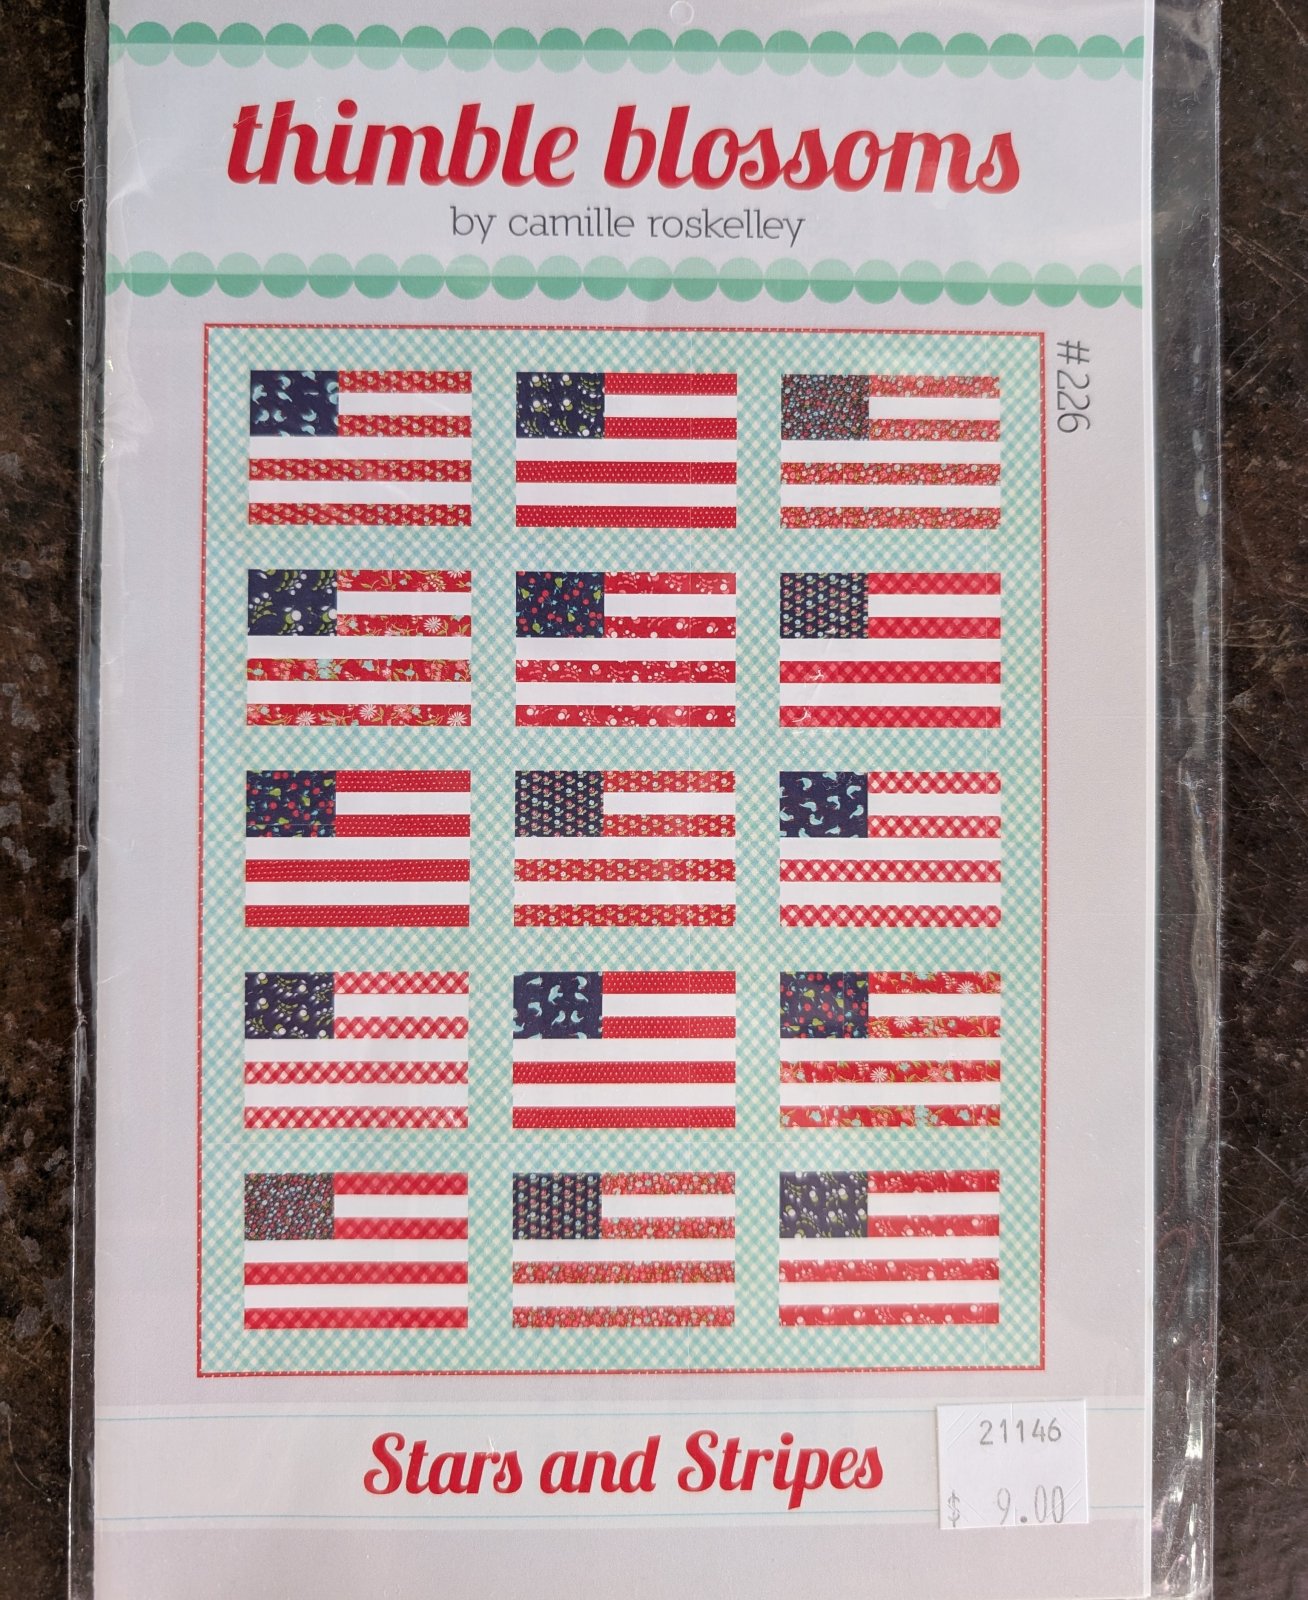 thimble blossoms
by camille roskelley
#226
Stars and Stripes
21146
$ 9.00